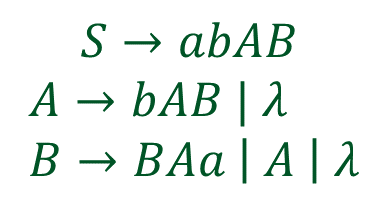 S → abAB
A → bAB | λ
B → BAa | A | λ